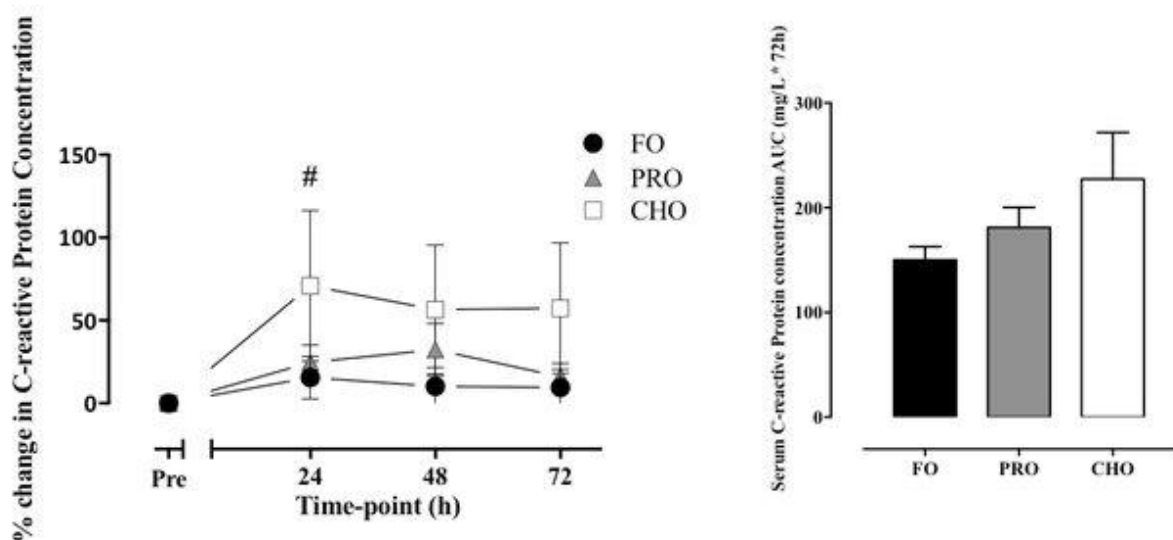 % change in C-reactive Protein Concentration
150
100
50
0
#
FO
PRO
CHO
Pre
24
48
72
Time-point (h)
Serum C-reactive Protein concentration AUC (mg/L * 72h)
300
200
100
0
FO
PRO
CHO